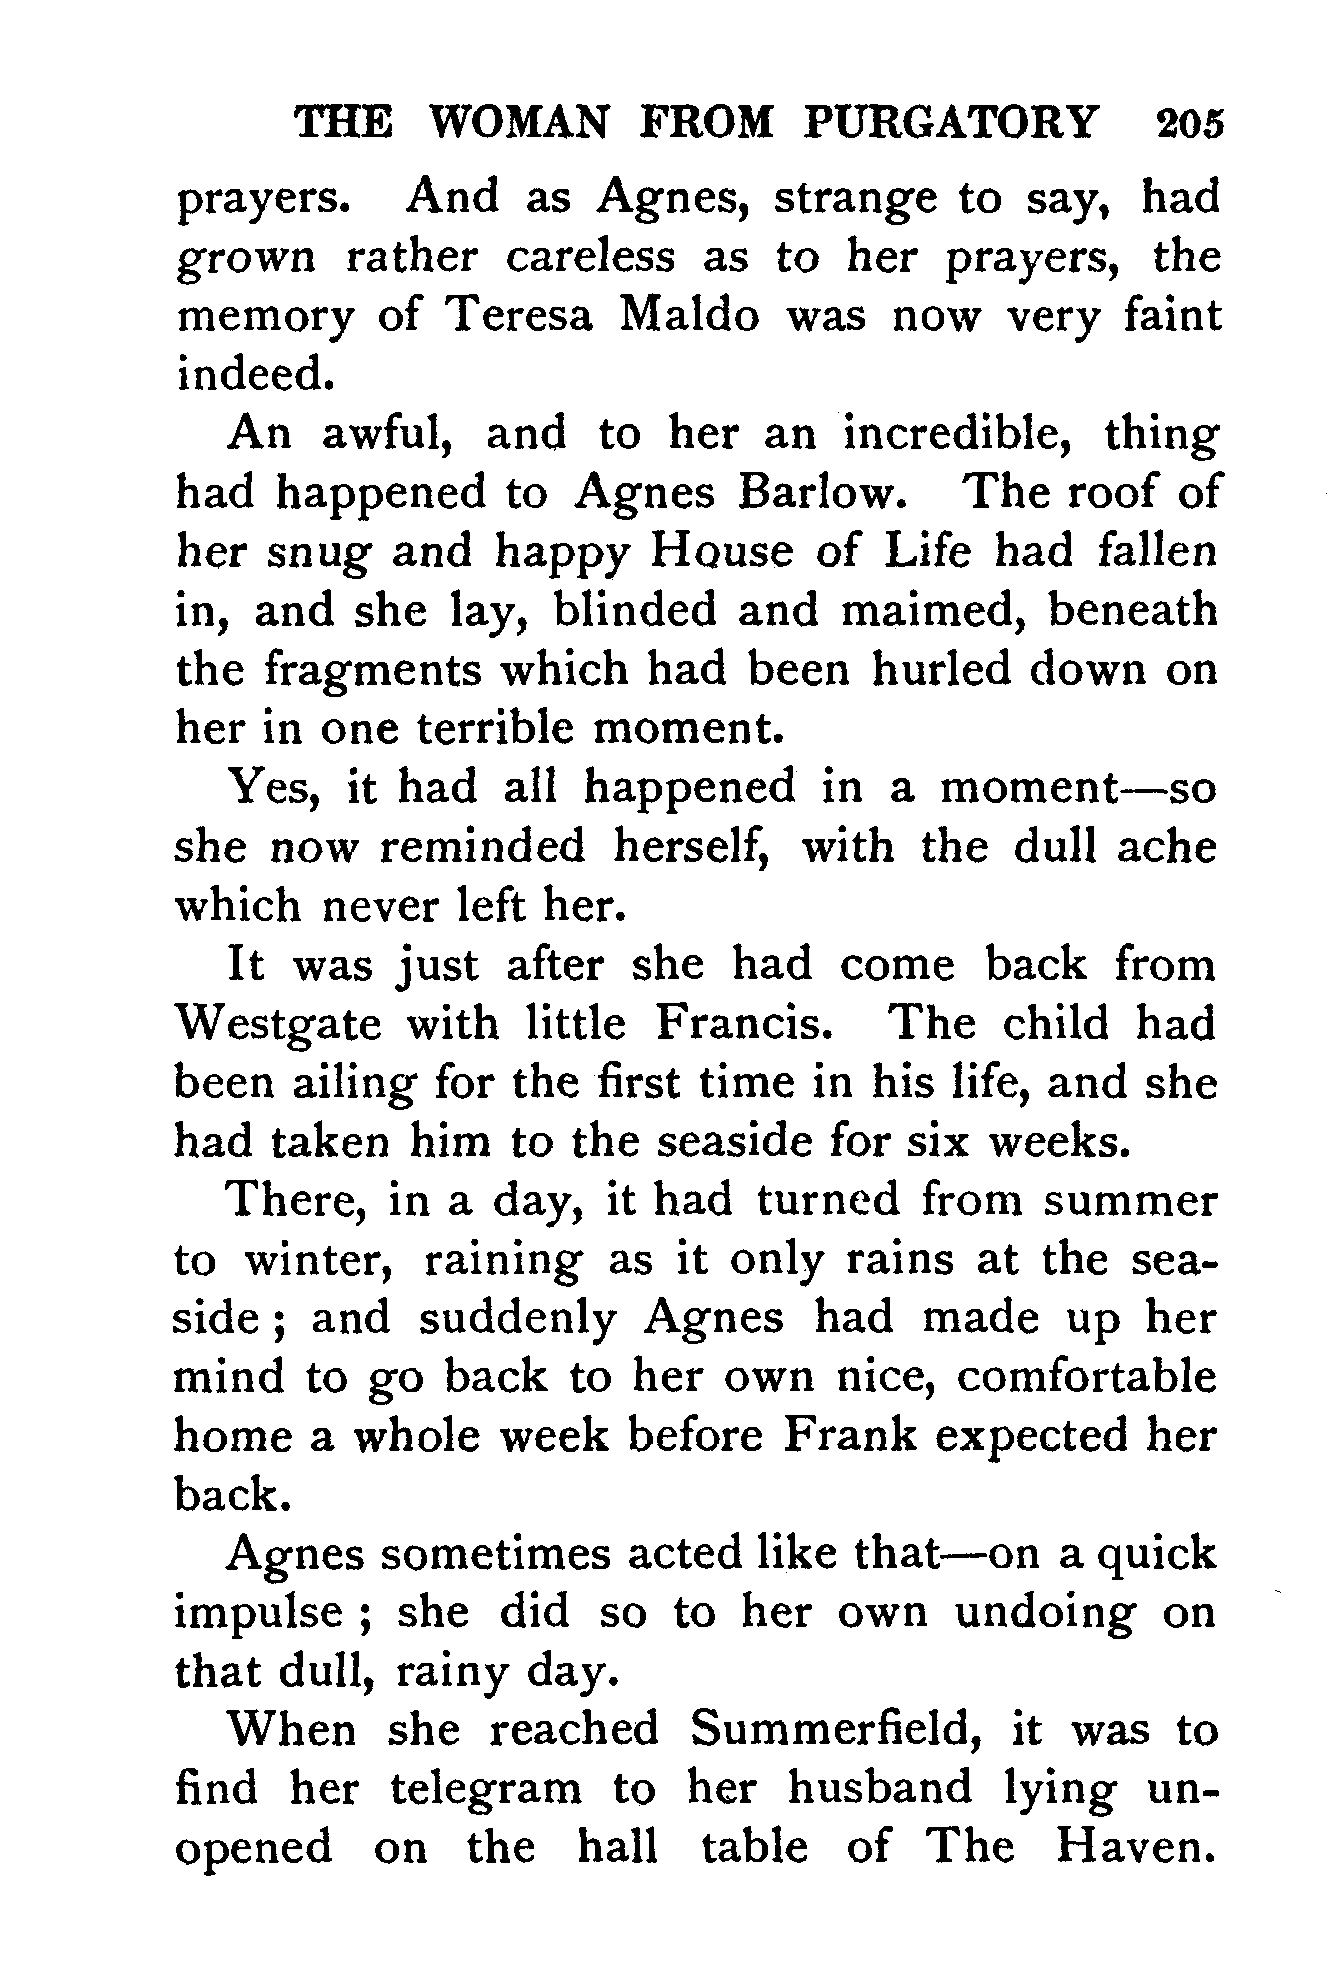 THE WOMAN FROM PURGATORY 205
prayers. And as Agnes, strange to say, had
grown rather careless as to her prayers, the
memory of Teresa Maldo was now very faint
indeed.
An awful, and to her an incredible, thing
had happened to Agnes Barlow. The roof of
her snug and happy House of Life had fallen
in, and she lay, blinded and maimed, beneath
the fragments which had been hurled down on
her in one terrible moment.
Yes, it had all happened in a moment—so
she now reminded herself, with the dull ache
which never left her.
It was just after she had come back from
Westgate with little Francis. The child had
been ailing for the first time in his life, and she
had taken him to the seaside for six weeks.
There, in a day, it had turned from summer
to winter, raining as it only rains at the sea-
side ; and suddenly Agnes had made up her
mind to go back to her own nice, comfortable
home a whole week before Frank expected her
back.
Agnes sometimes acted like that—on a quick
impulse ; she did so to her own undoing on
that dull, rainy day.
When she reached Summerfield, it was to
find her telegram to her husband lying un-
opened on the hall table of The Haven.